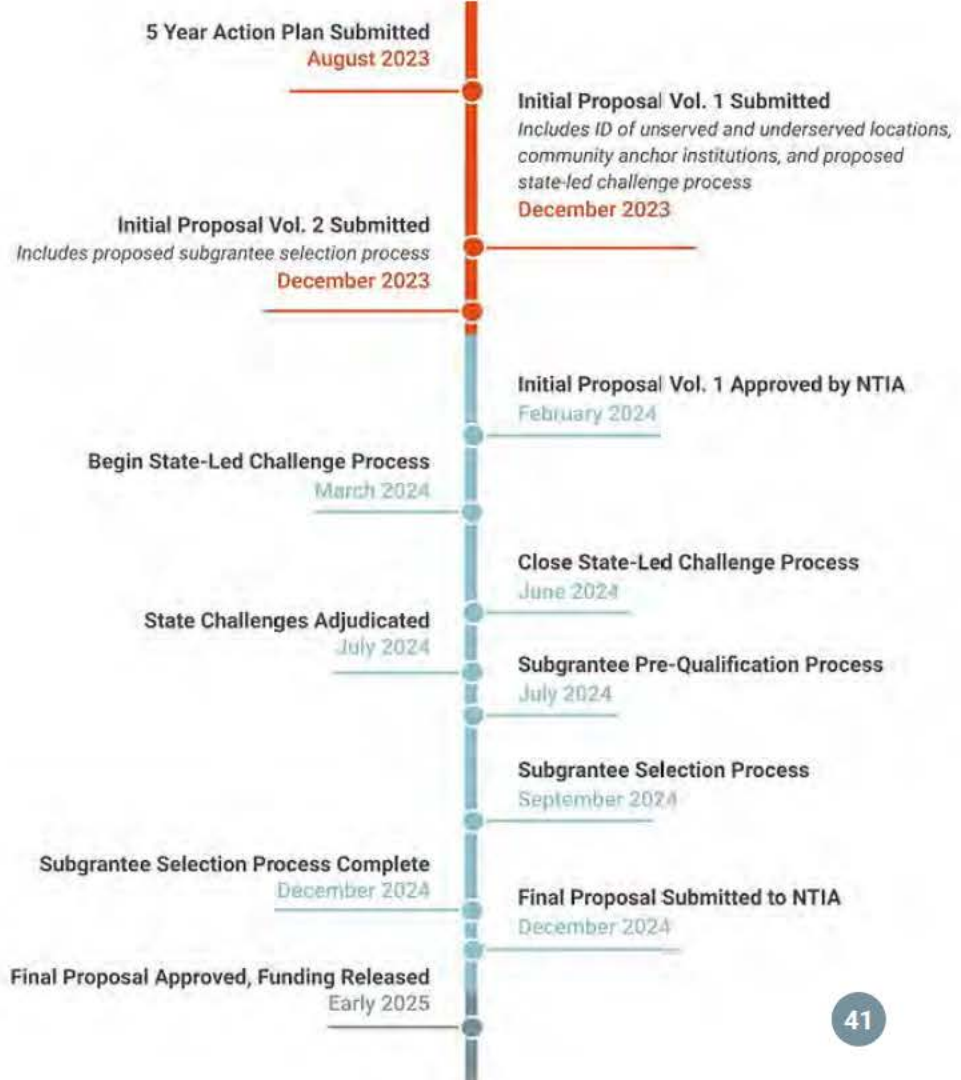 5 Year Action Plan Submitted
August 2023
Initial Proposal Vol. 1 Submitted
Includes ID of unserved and underserved locations,
community anchor institutions, and proposed
state-led challenge process
December 2023
Initial Proposal Vol. 2 Submitted
Includes proposed subgrantee selection process
December 2023
Initial Proposal Vol. 1 Approved by NTIA
February 2024
Begin State-Led Challenge Process
March 2024
Close State-Led Challenge Process
June 2024
State Challenges Adjudicated
July 2024
Subgrantee Pre-Qualification Process
July 2024
Subgrantee Selection Process
September 2024
Subgrantee Selection Process Complete
December 2024
Final Proposal Submitted to NTIA
December 2024
Final Proposal Approved, Funding Released
Early 2025
41